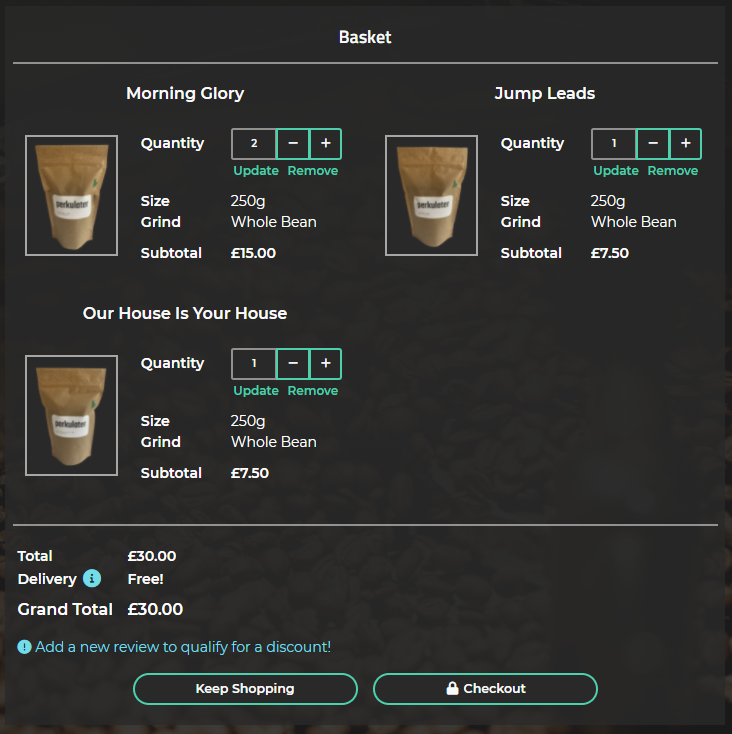 Basket
Morning Glory
Quantity 2 − +
Update Remove
perkulater
Size 250g
Grind Whole Bean
Subtotal £15.00
Jump Leads
Quantity 1 − +
Update Remove
perkulater
Size 250g
Grind Whole Bean
Subtotal £7.50
Our House Is Your House
Quantity 1 − +
Update Remove
perkulater
Size 250g
Grind Whole Bean
Subtotal £7.50
Total £30.00
Delivery i Free!
Grand Total £30.00
! Add a new review to qualify for a discount!
Keep Shopping
Checkout